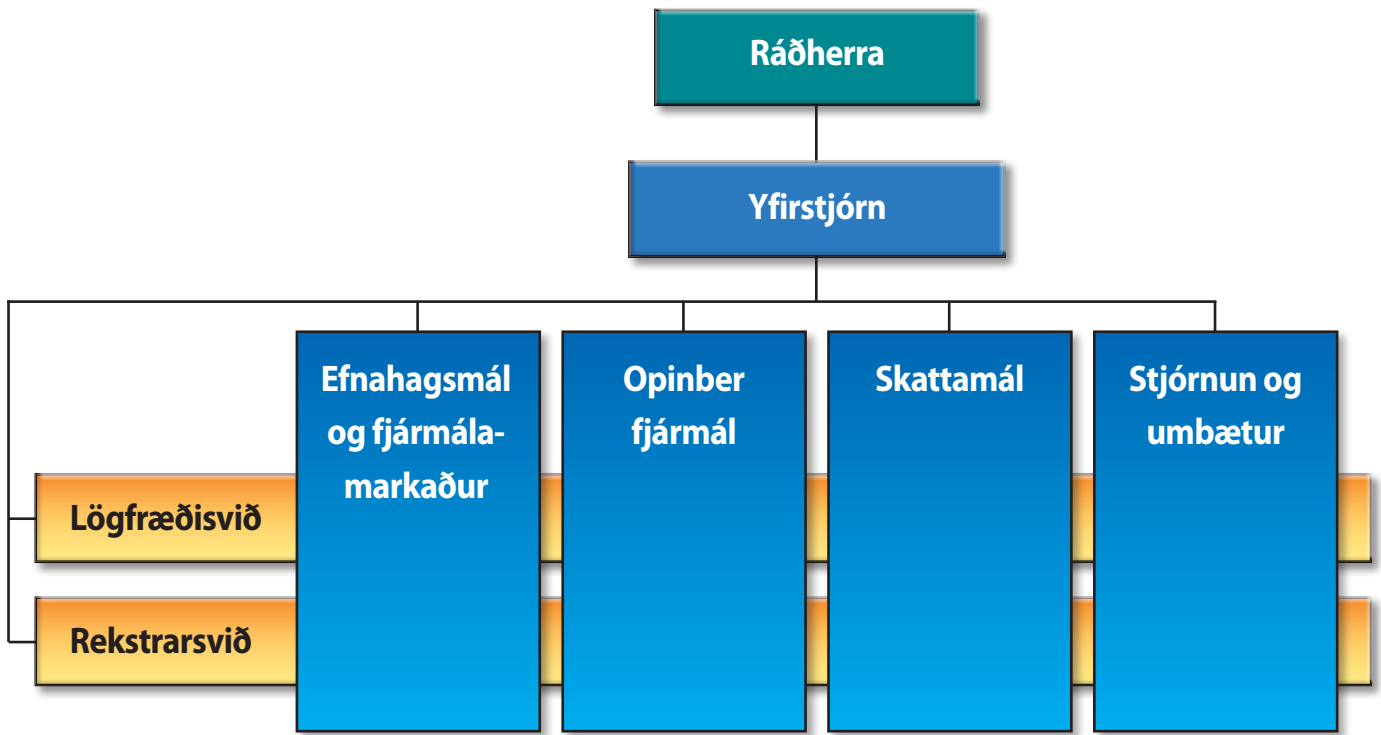 Ráðherra
Yfirstjórn
Efnahagsmál
og fjármála-
markaður
Opinber
fjármál
Skattamál
Stjórnun og
umbætur
Lögfræðisvið
Rekstrarsvið